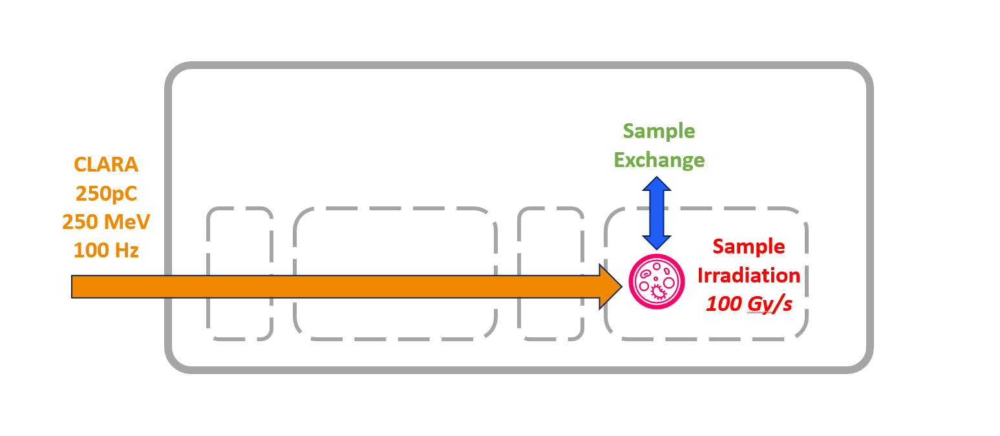 CLARA
250pC
250 MeV
100 Hz
Sample
Exchange
Sample
Irradiation
100 Gy/s